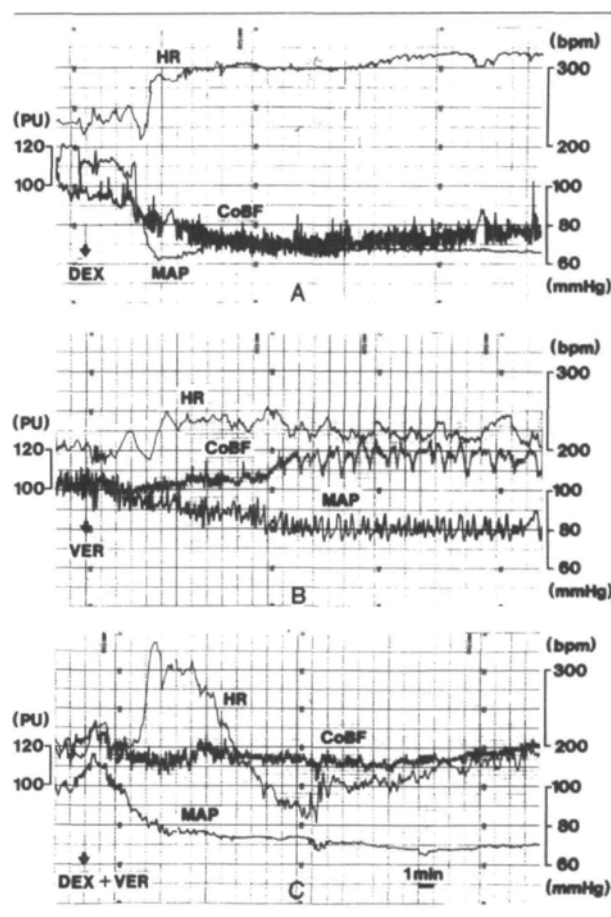 (bpm)
HR
300
(PU)
200
120
100
100
CoBF
80
DEX
MAP
60
A
(mmHg)
(bpm)
300
HR
(PU)
CoBF
200
120
100
MAP
100
80
VER
60
B
(mmHg)
(bpm)
300
HR
(PU)
CoBF
200
120
100
100
MAP
80
60
1min
DEX + VER
C
(mmHg)